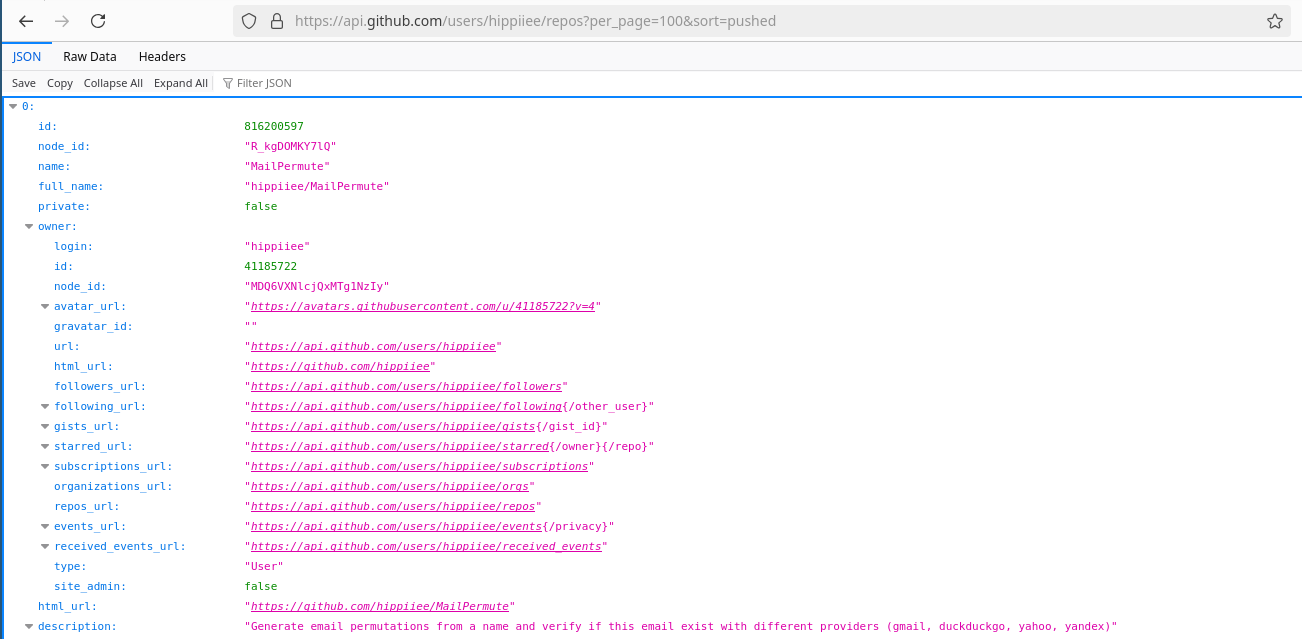 https://api.github.com/users/hippiiee/repos?per_page=100&sort=pushed
JSON Raw Data Headers
Save Copy Collapse All Expand All Filter JSON
0:
id: 816200597
node_id: "R_kgDOMKY7lQ"
name: "MailPermute"
full_name: "hippiiee/MailPermute"
private: false
owner:
login: "hippiiee"
id: 41185722
node_id: "MDQ6VXNlcjQxMTg1NzIy"
avatar_url: "https://avatars.githubusercontent.com/u/41185722?v=4"
gravatar_id: ""
url: "https://api.github.com/users/hippiiee"
html_url: "https://github.com/hippiiee"
followers_url: "https://api.github.com/users/hippiiee/followers"
following_url: "https://api.github.com/users/hippiiee/following{/other_user}"
gists_url: "https://api.github.com/users/hippiiee/gists{/gist_id}"
starred_url: "https://api.github.com/users/hippiiee/starred{/owner}{/repo}"
subscriptions_url: "https://api.github.com/users/hippiiee/subscriptions"
organizations_url: "https://api.github.com/users/hippiiee/orgs"
repos_url: "https://api.github.com/users/hippiiee/repos"
events_url: "https://api.github.com/users/hippiiee/events{/privacy}"
received_events_url: "https://api.github.com/users/hippiiee/received_events"
type: "User"
site_admin: false
html_url: "https://github.com/hippiiee/MailPermute"
description: "Generate email permutations from a name and verify if this email exist with different providers (gmail, duckduckgo, yahoo, yandex)"